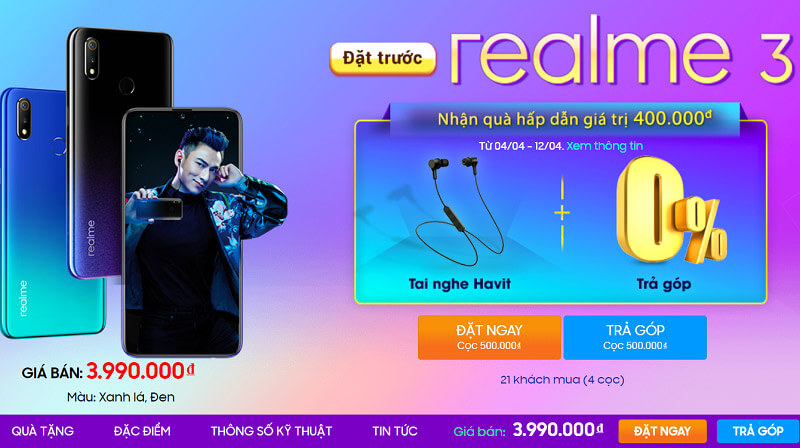 Đặt trước
realme 3
Nhận quà hấp dẫn giá trị 400.000đ
Từ 04/04 - 12/04. Xem thông tin
0%
Tai nghe Havit
Trả góp
ĐẶT NGAY
Cọc 500.000đ
TRẢ GÓP
Cọc 500.000đ
21 khách mua (4 cọc)
realme
realme
GIÁ BÁN: 3.990.000đ
Màu: Xanh lá, Đen
QUÀ TẶNG ĐẶC ĐIỂM THÔNG SỐ KỸ THUẬT TIN TỨC Giá bán: 3.990.000đ ĐẶT NGAY TRẢ GÓP